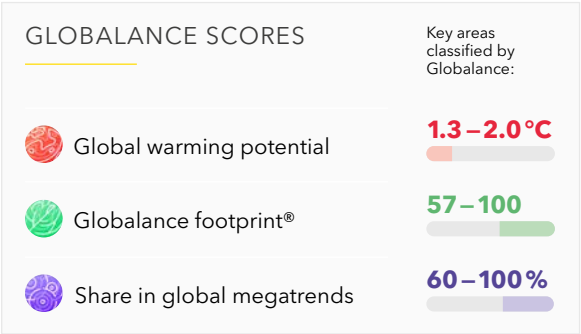 GLOBALANCE SCORES
Key areas
classified by
Globalance:
Global warming potential
1.3–2.0°C
Globalance footprint®
57–100
Share in global megatrends
60–100%